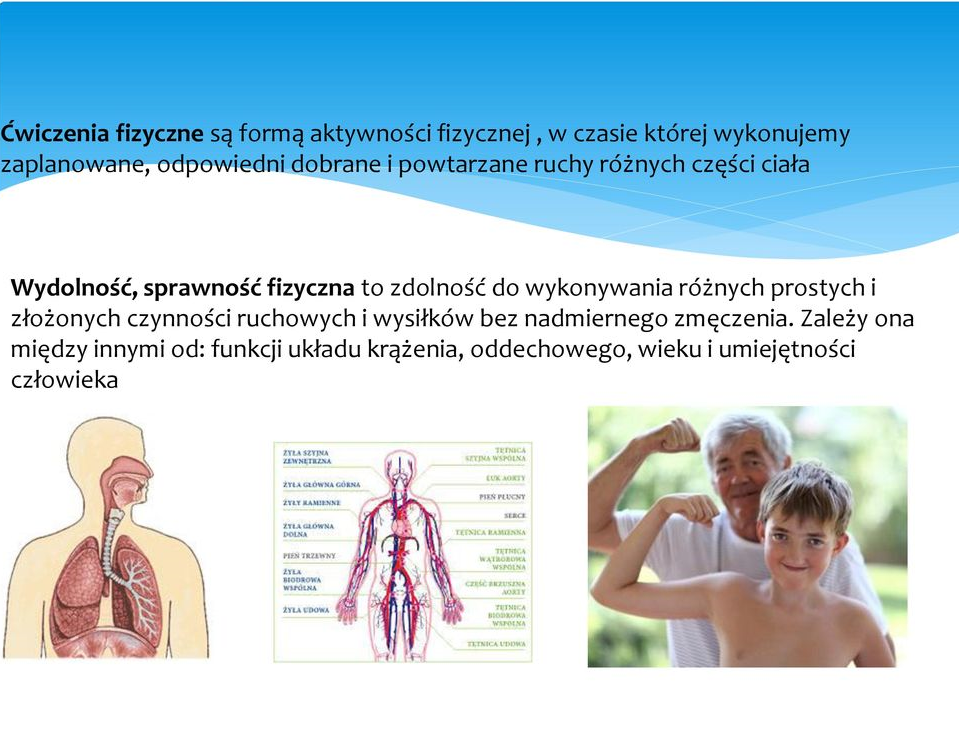 Ćwiczenia fizyczne są formą aktywności fizycznej , w czasie której wykonujemy
zaplanowane, odpowiedni dobrane i powtarzane ruchy różnych części ciała
Wydolność, sprawność fizyczna to zdolność do wykonywania różnych prostych i
złożonych czynności ruchowych i wysiłków bez nadmiernego zmęczenia. Zależy ona
między innymi od: funkcji układu krążenia, oddechowego, wieku i umiejętności
człowieka
ŻYŁA SZYJNA
ZEWNĘTRZNA
ŻYŁA GŁÓWNA GÓRNA
ŻYŁY RAMIENNE
ŻYŁA GŁÓWNA
DOLNA
PIEŃ TRZEWNY
ŻYŁA
BIODROWA
WSPÓLNA
ŻYŁA UDOWA
TĘTNICA
SZYJNA WSPÓLNA
ŁUK AORTY
PIEŃ PŁUCNY
SERCE
TĘTNICA RAMIENNA
TĘTNICA
WĄTROBOWA
WSPÓLNA
CZĘŚĆ BRZUSZNA
AORTY
TĘTNICA
BIODROWA
WSPÓLNA
TĘTNICA UDOWA